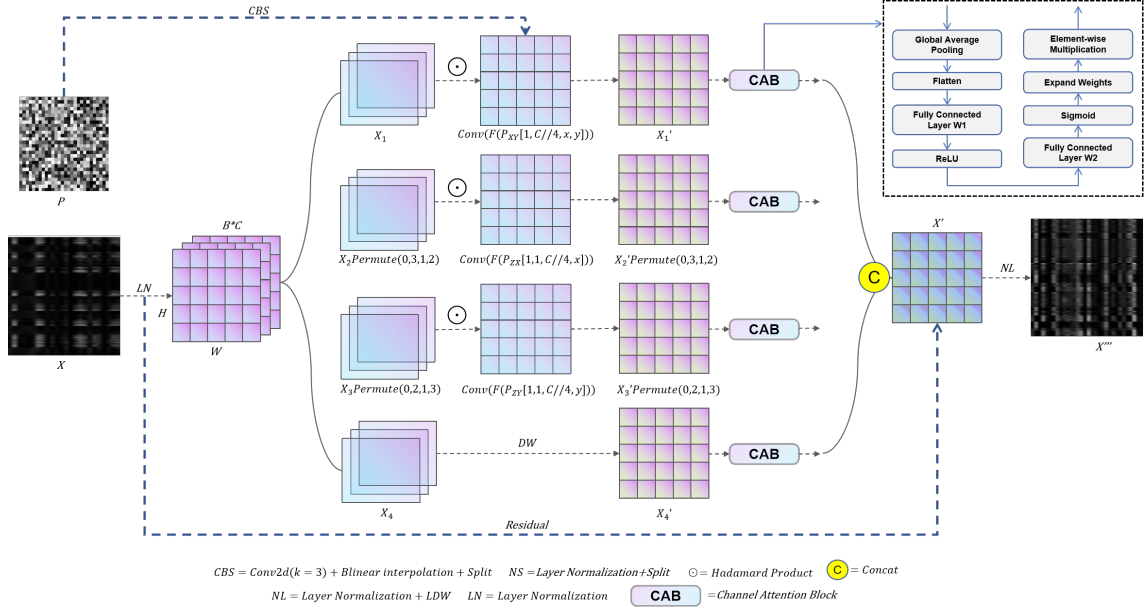 CBS
P
X
LN
B*C
H
W
X₁
Conv(F(P_XY[1, C//4, x, y]))
X₁'
CAB
X₂Permute(0,3,1,2)
Conv(F(P_ZX[1,1, C//4, x]))
X₂'Permute(0,3,1,2)
CAB
X₃Permute(0,2,1,3)
Conv(F(P_ZY[1,1, C//4, y]))
X₃'Permute(0,2,1,3)
CAB
X₄
DW
X₄'
CAB
Residual
C
X'
NL
X'''
Global Average
Pooling
Flatten
Fully Connected
Layer W1
ReLU
Element-wise
Multiplication
Expand Weights
Sigmoid
Fully Connected
Layer W2
CBS = Conv2d(k = 3) + Blinear interpolation + Split NS = Layer Normalization+Split ⊙= Hadamard Product C = Concat
NL = Layer Normalization + LDW LN = Layer Normalization CAB =Channel Attention Block